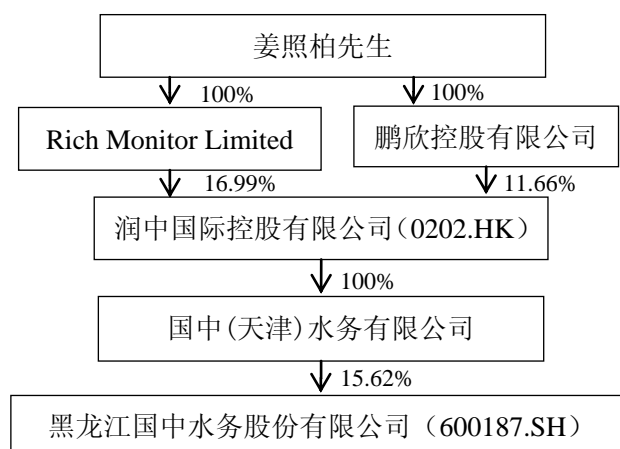 姜照柏先生
100% 100%
Rich Monitor Limited 鹏欣控股有限公司
16.99% 11.66%
润中国际控股有限公司（0202.HK）
100%
国中(天津)水务有限公司
15.62%
黑龙江国中水务股份有限公司（600187.SH）